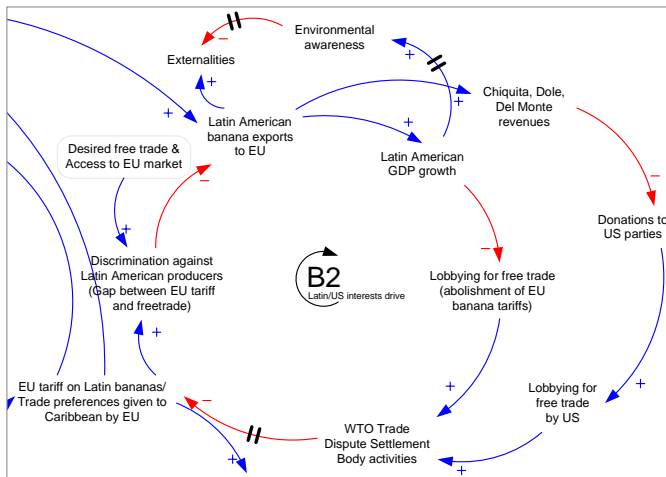 Environmental
awareness
Externalities
Chiquita, Dole,
Del Monte
revenues
Latin American
banana exports
to EU
Desired free trade &
Access to EU market
Latin American
GDP growth
Donations to
US parties
Discrimination against
Latin American producers
(Gap between EU tariff
and freetrade)
B2
Latin/US interests drive
Lobbying for free trade
(abolishment of EU
banana tariffs)
EU tariff on Latin bananas/
Trade preferences given to
Caribbean by EU
Lobbying for
free trade
by US
WTO Trade
Dispute Settlement
Body activities